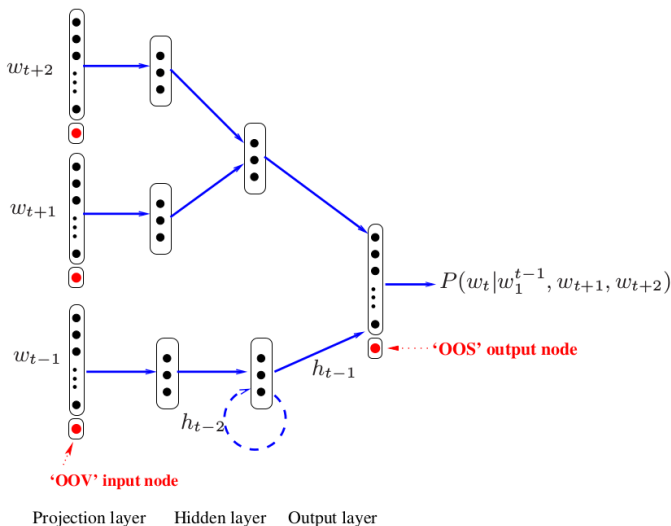 w_{t+2}
w_{t+1}
P(w_t|w_1^{t-1}, w_{t+1}, w_{t+2})
w_{t-1}
'OOS' output node
h_{t-1}
h_{t-2}
'OOV' input node
Projection layer Hidden layer Output layer